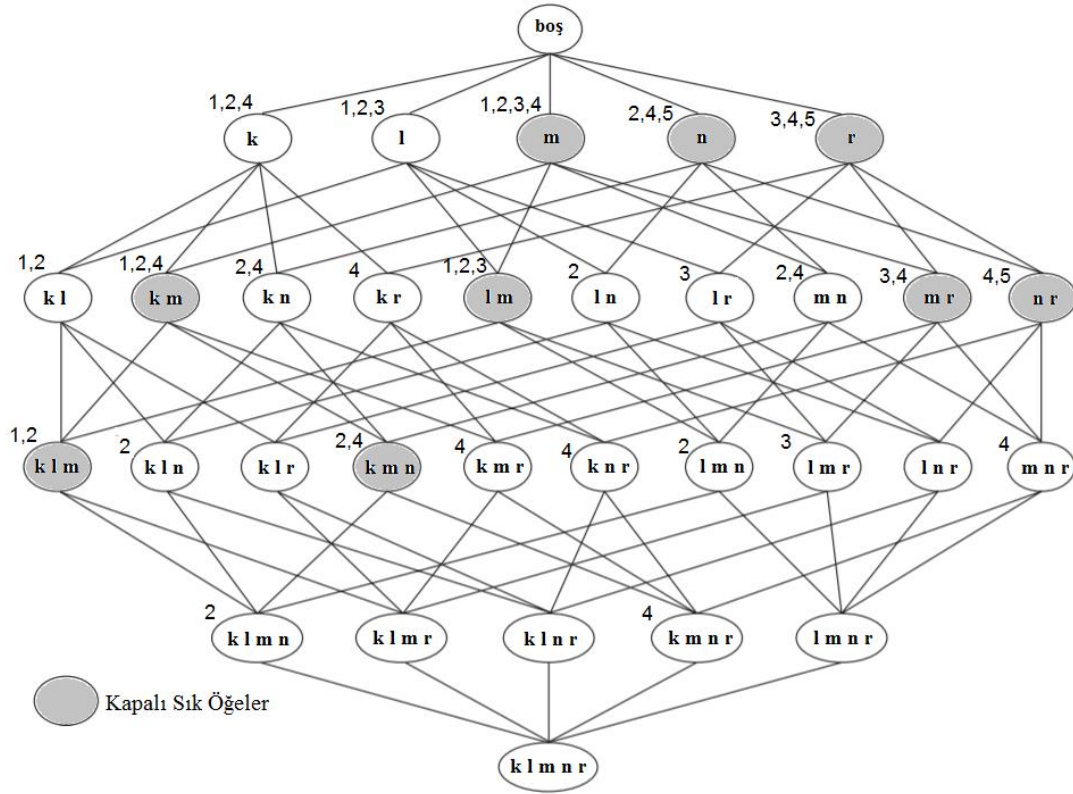 boş
1,2,4 1,2,3 1,2,3,4 2,4,5 3,4,5
k l m n r
1,2 1,2,4 2,4 4 1,2,3 2 3 2,4 3,4 4,5
k l k m k n k r l m l n l r m n m r n r
1,2 2 2,4 4 4 2 3 4
k l m k l n k l r k m n k m r k n r l m n l m r l n r m n r
2 4
k l m n k l m r k l n r k m n r l m n r
Kapalı Sık Öğeler
k l m n r